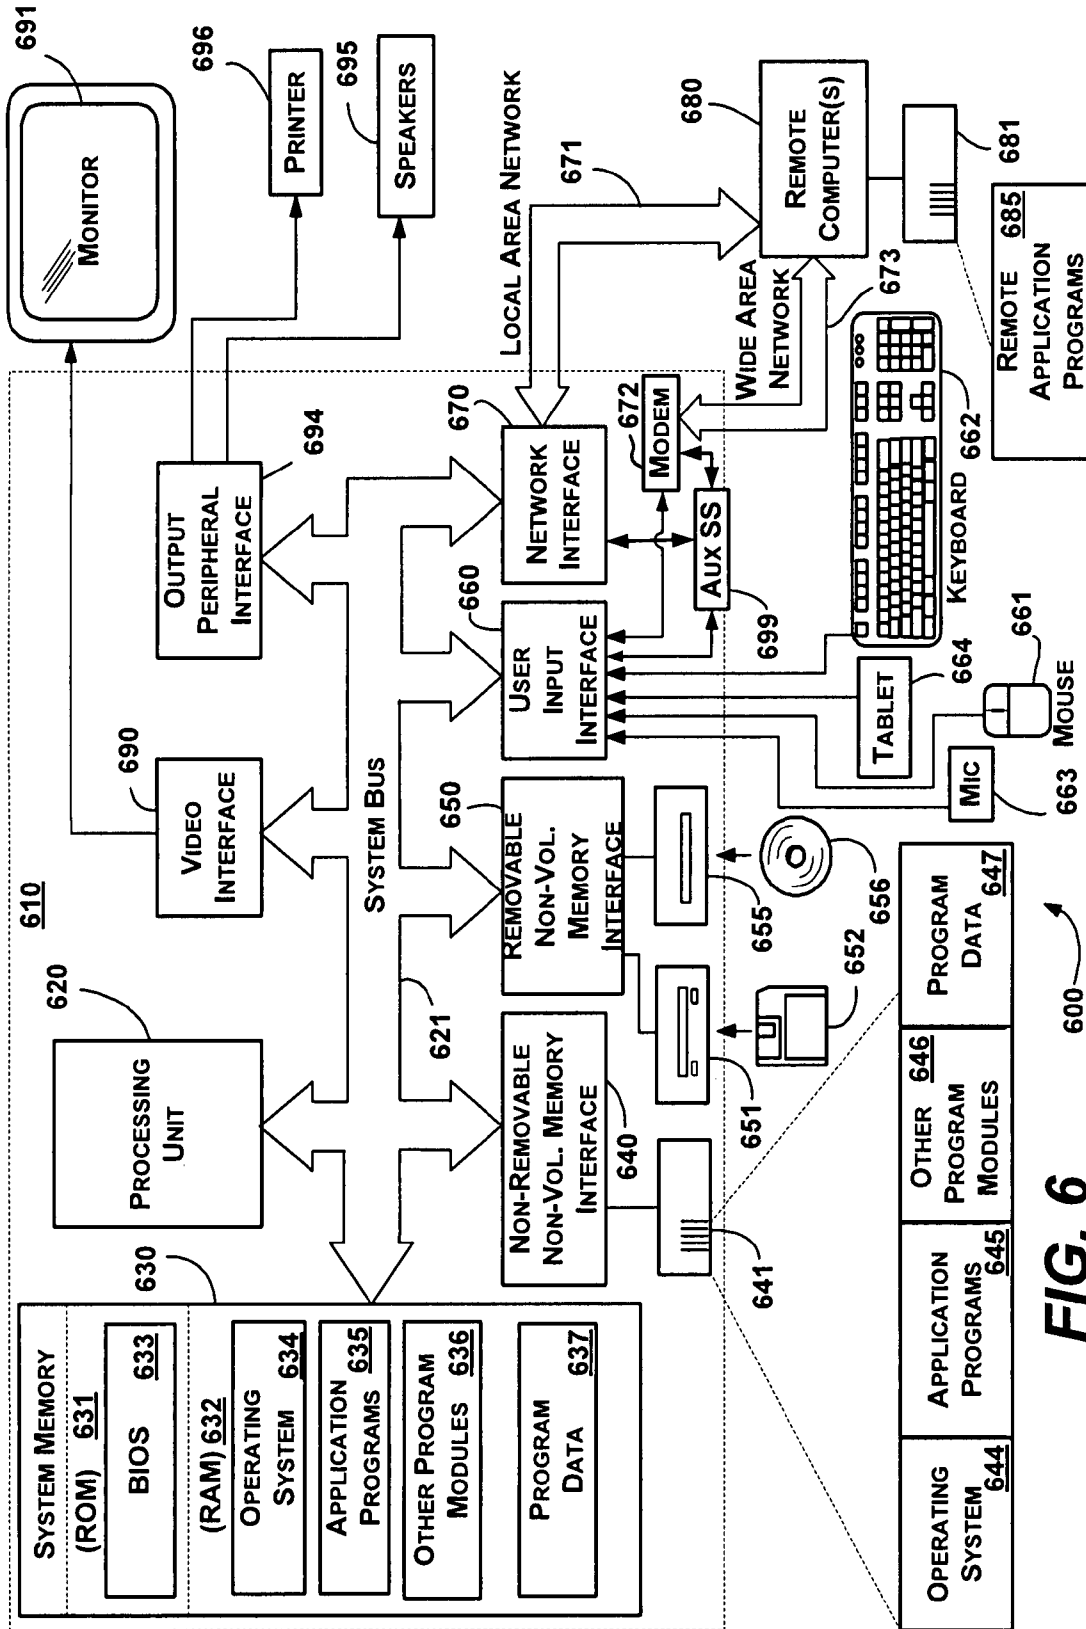 SYSTEM MEMORY
(ROM) 631
BIOS 633
(RAM) 632
OPERATING
SYSTEM 634
APPLICATION
PROGRAMS 635
OTHER PROGRAM
MODULES 636
PROGRAM
DATA 637
630
PROCESSING
UNIT
620
610
VIDEO
INTERFACE
690
OUTPUT
PERIPHERAL
INTERFACE
694
MONITOR
691
PRINTER
696
SPEAKERS
695
SYSTEM BUS
621
NON-REMOVABLE
NON-VOL. MEMORY
INTERFACE
640
REMOVABLE
NON-VOL.
MEMORY
INTERFACE
650
USER
INPUT
INTERFACE
660
NETWORK
INTERFACE
670
LOCAL AREA NETWORK
671
MODEM
672
AUX SS
699
WIDE AREA
NETWORK
673
REMOTE
COMPUTER(S)
680
681
REMOTE 685
APPLICATION
PROGRAMS
641
651
652
655
656
MIC
663
TABLET
664
MOUSE
661
KEYBOARD
662
OPERATING
SYSTEM 644
APPLICATION
PROGRAMS 645
OTHER 646
PROGRAM
MODULES
PROGRAM
DATA 647
600
FIG. 6